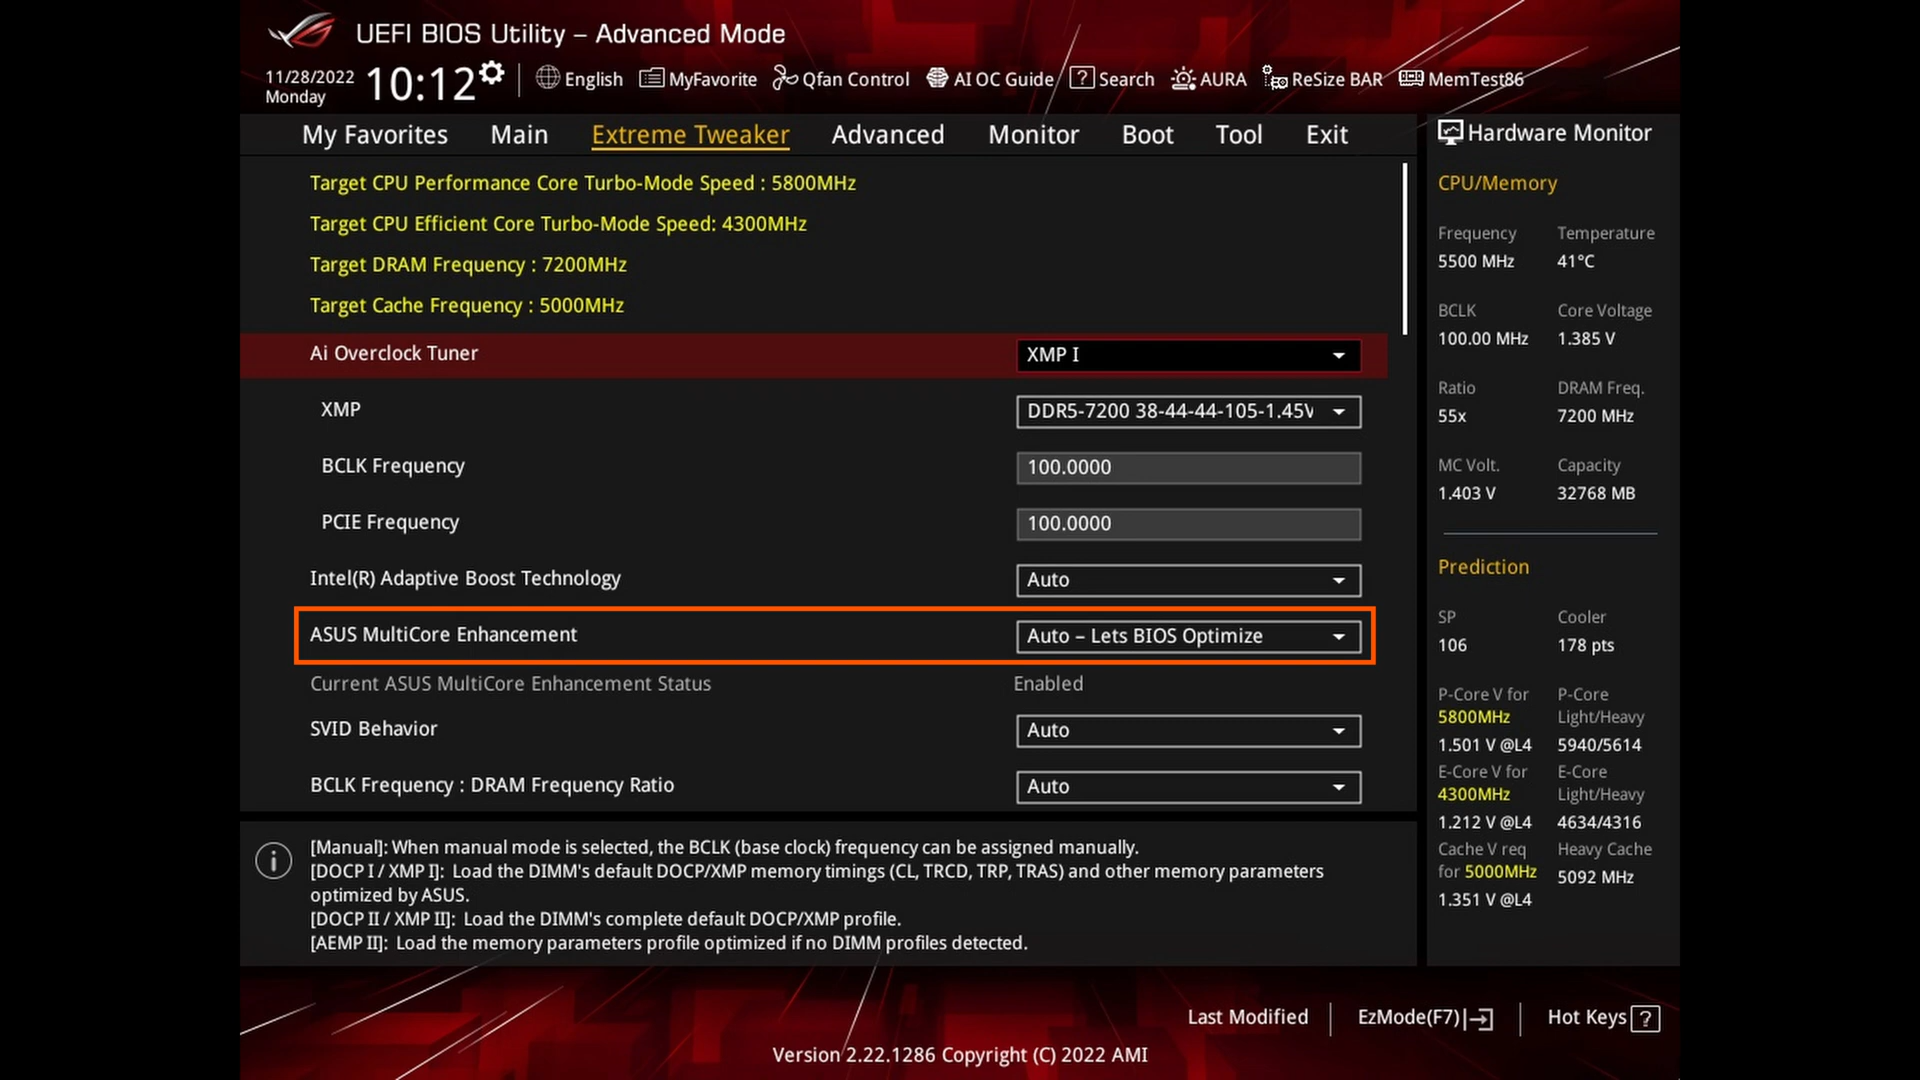 UEFI BIOS Utility – Advanced Mode
11/28/2022
Monday
10:12
English
MyFavorite
Qfan Control
AI OC Guide
? Search
AURA
ReSize BAR
MemTest86
My Favorites
Main
Extreme Tweaker
Advanced
Monitor
Boot
Tool
Exit
Target CPU Performance Core Turbo-Mode Speed : 5800MHz
Target CPU Efficient Core Turbo-Mode Speed: 4300MHz
Target DRAM Frequency : 7200MHz
Target Cache Frequency : 5000MHz
Ai Overclock Tuner XMP I
XMP DDR5-7200 38-44-44-105-1.45V
BCLK Frequency 100.0000
PCIE Frequency 100.0000
Intel(R) Adaptive Boost Technology Auto
ASUS MultiCore Enhancement Auto – Lets BIOS Optimize
Current ASUS MultiCore Enhancement Status Enabled
SVID Behavior Auto
BCLK Frequency : DRAM Frequency Ratio Auto
i
[Manual]: When manual mode is selected, the BCLK (base clock) frequency can be assigned manually.
[DOCP I / XMP I]: Load the DIMM's default DOCP/XMP memory timings (CL, TRCD, TRP, TRAS) and other memory parameters
optimized by ASUS.
[DOCP II / XMP II]: Load the DIMM's complete default DOCP/XMP profile.
[AEMP II]: Load the memory parameters profile optimized if no DIMM profiles detected.
Hardware Monitor
CPU/Memory
Frequency Temperature
5500 MHz 41°C
BCLK Core Voltage
100.00 MHz 1.385 V
Ratio DRAM Freq.
55x 7200 MHz
MC Volt. Capacity
1.403 V 32768 MB
Prediction
SP Cooler
106 178 pts
P-Core V for P-Core
5800MHz Light/Heavy
1.501 V @L4 5940/5614
E-Core V for E-Core
4300MHz Light/Heavy
1.212 V @L4 4634/4316
Cache V req Heavy Cache
for 5000MHz 5092 MHz
1.351 V @L4
Last Modified
EzMode(F7)
Hot Keys ?
Version 2.22.1286 Copyright (C) 2022 AMI